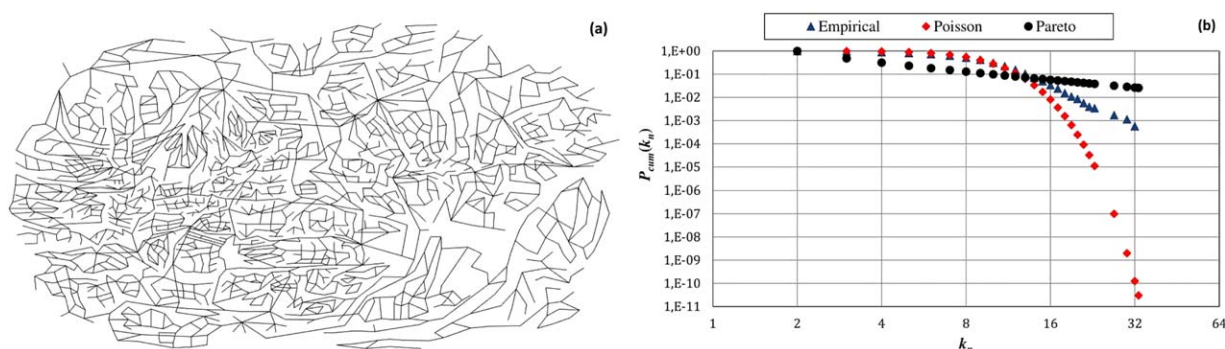 (a)
Empirical Poisson Pareto
(b)
1,E+00
1,E-01
1,E-02
1,E-03
1,E-04
1,E-05
1,E-06
1,E-07
1,E-08
1,E-09
1,E-10
1,E-11
P_cum(k_n)
1 2 4 8 16 32 64
k_n